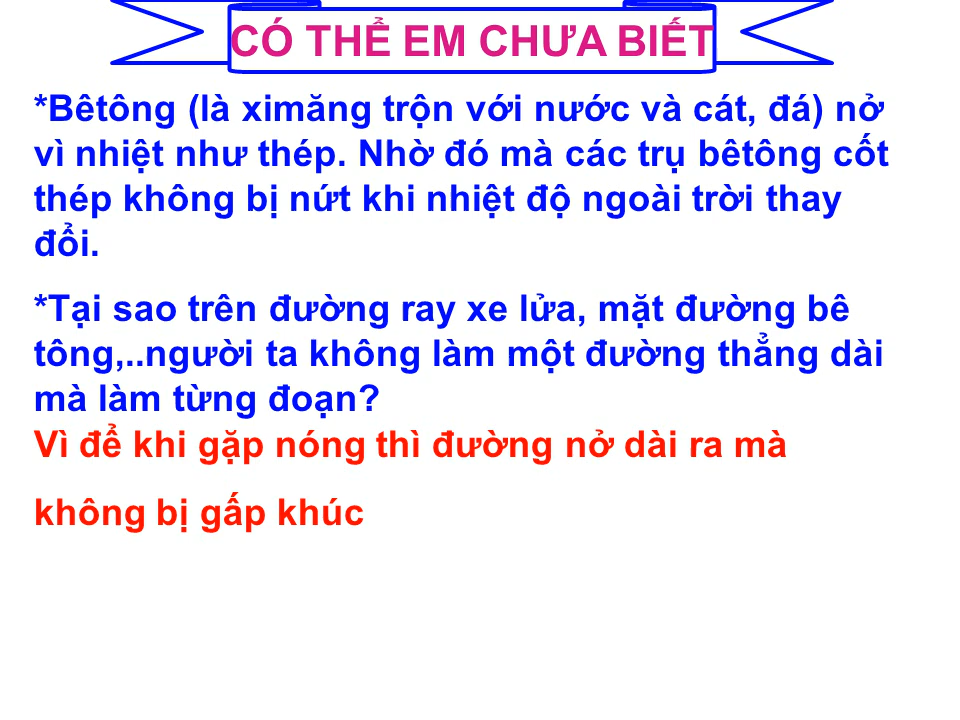 CÓ THỂ EM CHƯA BIẾT
*Bêtông (là ximăng trộn với nước và cát, đá) nở
vì nhiệt như thép. Nhờ đó mà các trụ bêtông cốt
thép không bị nứt khi nhiệt độ ngoài trời thay
đổi.
*Tại sao trên đường ray xe lửa, mặt đường bê
tông,..người ta không làm một đường thẳng dài
mà làm từng đoạn?
Vì để khi gặp nóng thì đường nở dài ra mà
không bị gấp khúc